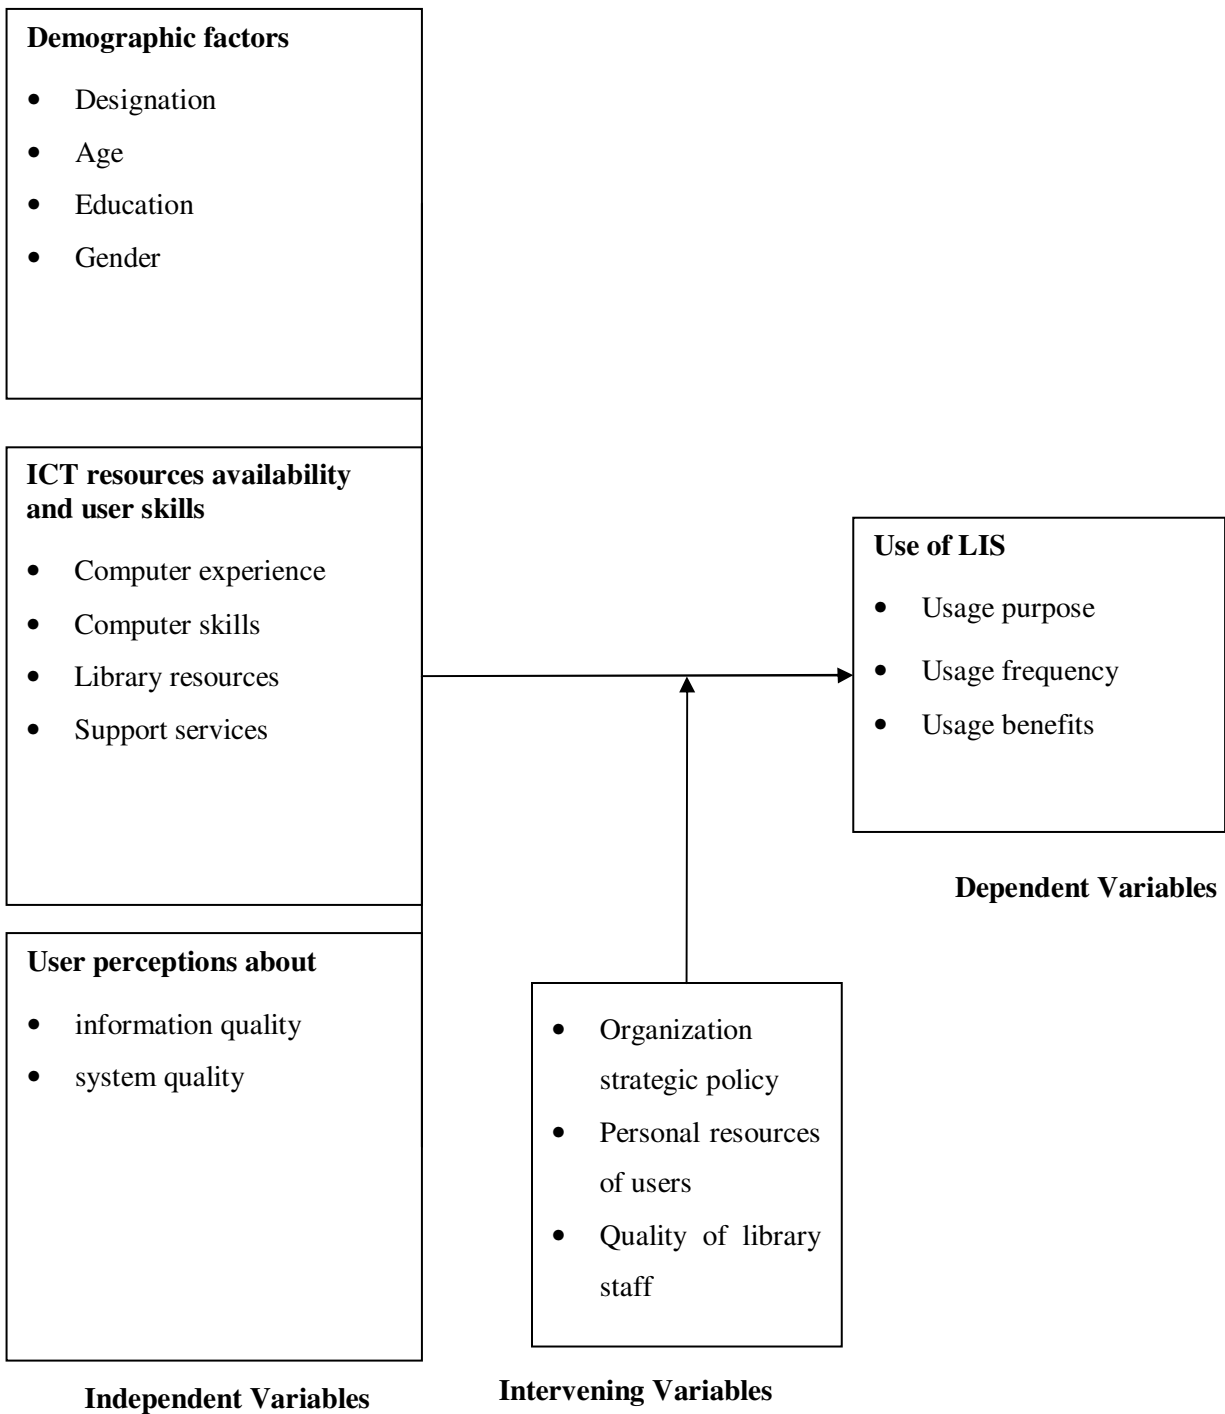 Demographic factors
• Designation
• Age
• Education
• Gender
ICT resources availability
and user skills
• Computer experience
• Computer skills
• Library resources
• Support services
User perceptions about
• information quality
• system quality
Independent Variables
• Organization
strategic policy
• Personal resources
of users
• Quality of library
staff
Intervening Variables
Use of LIS
• Usage purpose
• Usage frequency
• Usage benefits
Dependent Variables